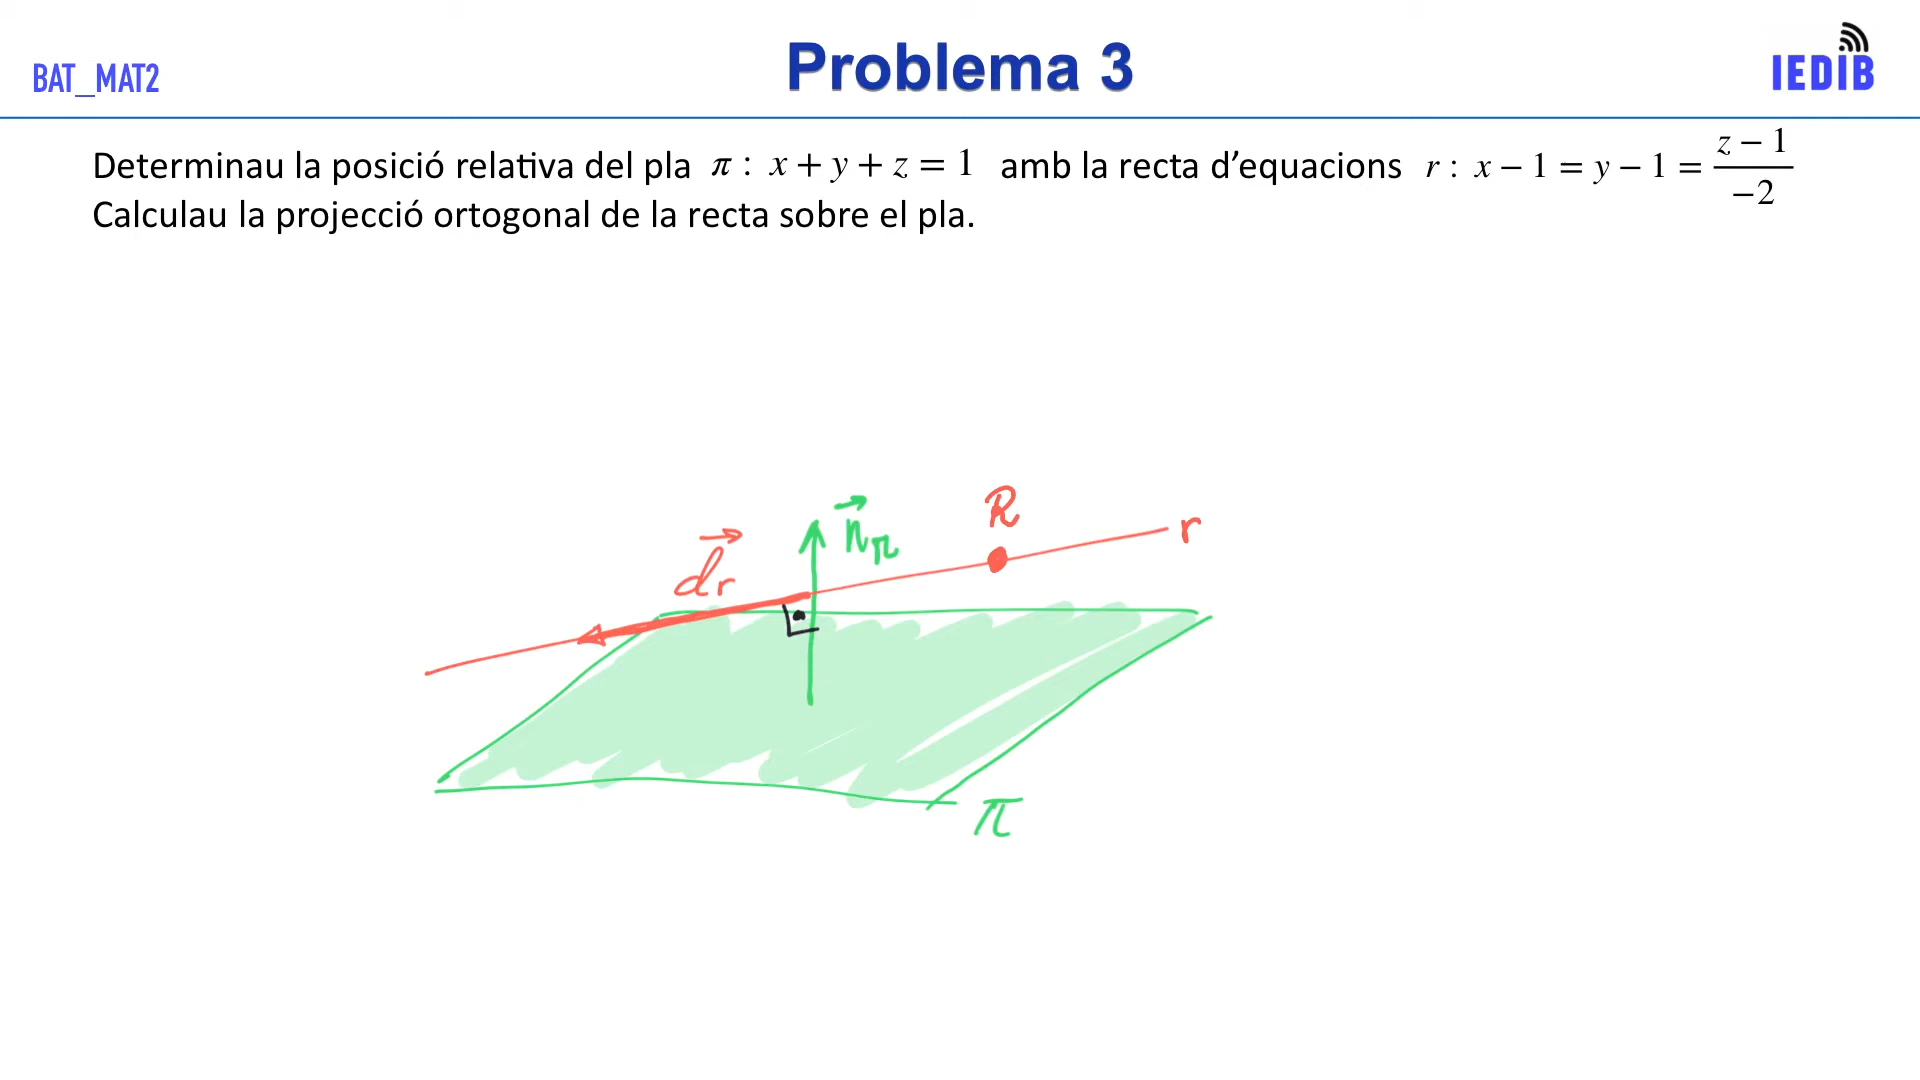 BAT_MAT2
Problema 3
IEDIB
Determinau la posició relativa del pla π : x + y + z = 1 amb la recta d’equacions r : x − 1 = y − 1 = (z − 1)/−2
Calculau la projecció ortogonal de la recta sobre el pla.
R
r
n⃗π
d⃗r
π